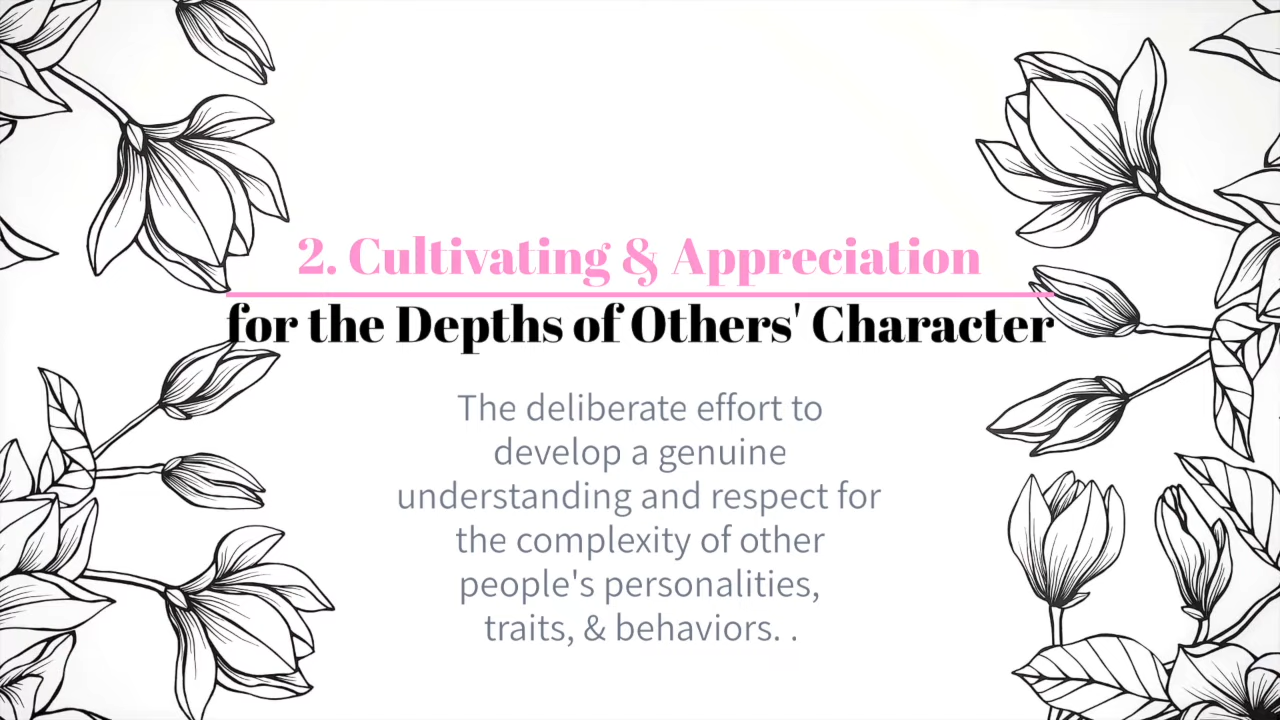 2. Cultivating & Appreciation
for the Depths of Others' Character
The deliberate effort to
develop a genuine
understanding and respect for
the complexity of other
people's personalities,
traits, & behaviors. .